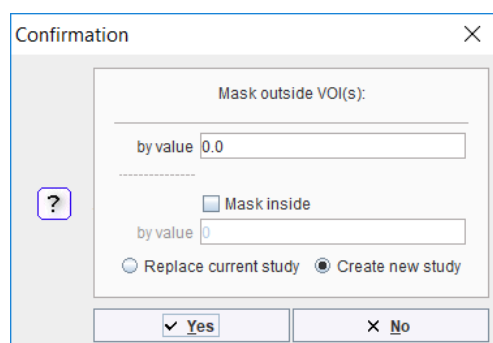 Confirmation
Mask outside VOI(s):
by value 0.0
?
Mask inside
by value 0
Replace current study Create new study
Yes No